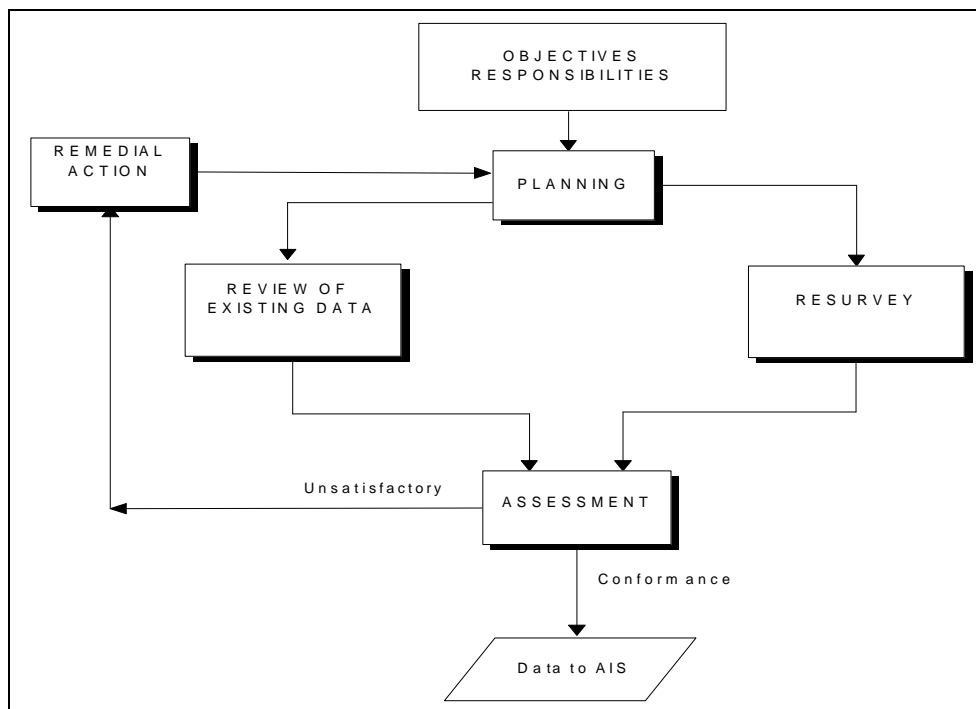 OBJECTIVES
RESPONSIBILITIES
REMEDIAL
ACTION
PLANNING
REVIEW OF
EXISTING DATA
RESURVEY
Unsatisfactory
ASSESSMENT
Conformance
Data to AIS